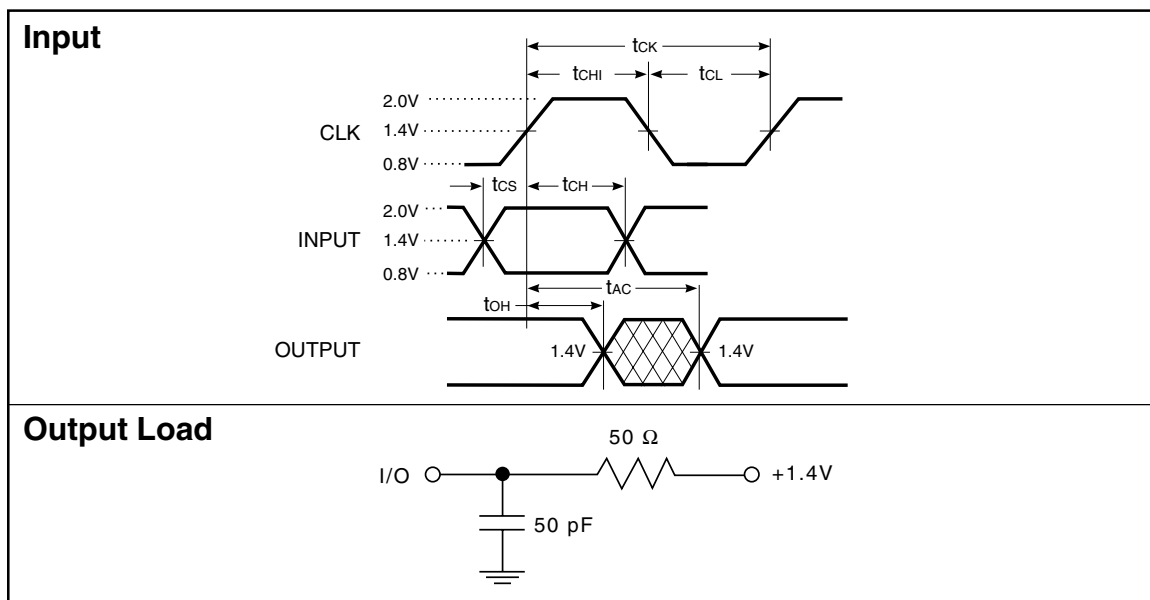 Input
tCK
tCHI tCL
2.0V
CLK 1.4V
0.8V
tCS tCH
2.0V
INPUT 1.4V
0.8V
tAC
tOH
OUTPUT 1.4V 1.4V
Output Load
50 Ω
I/O +1.4V
50 pF